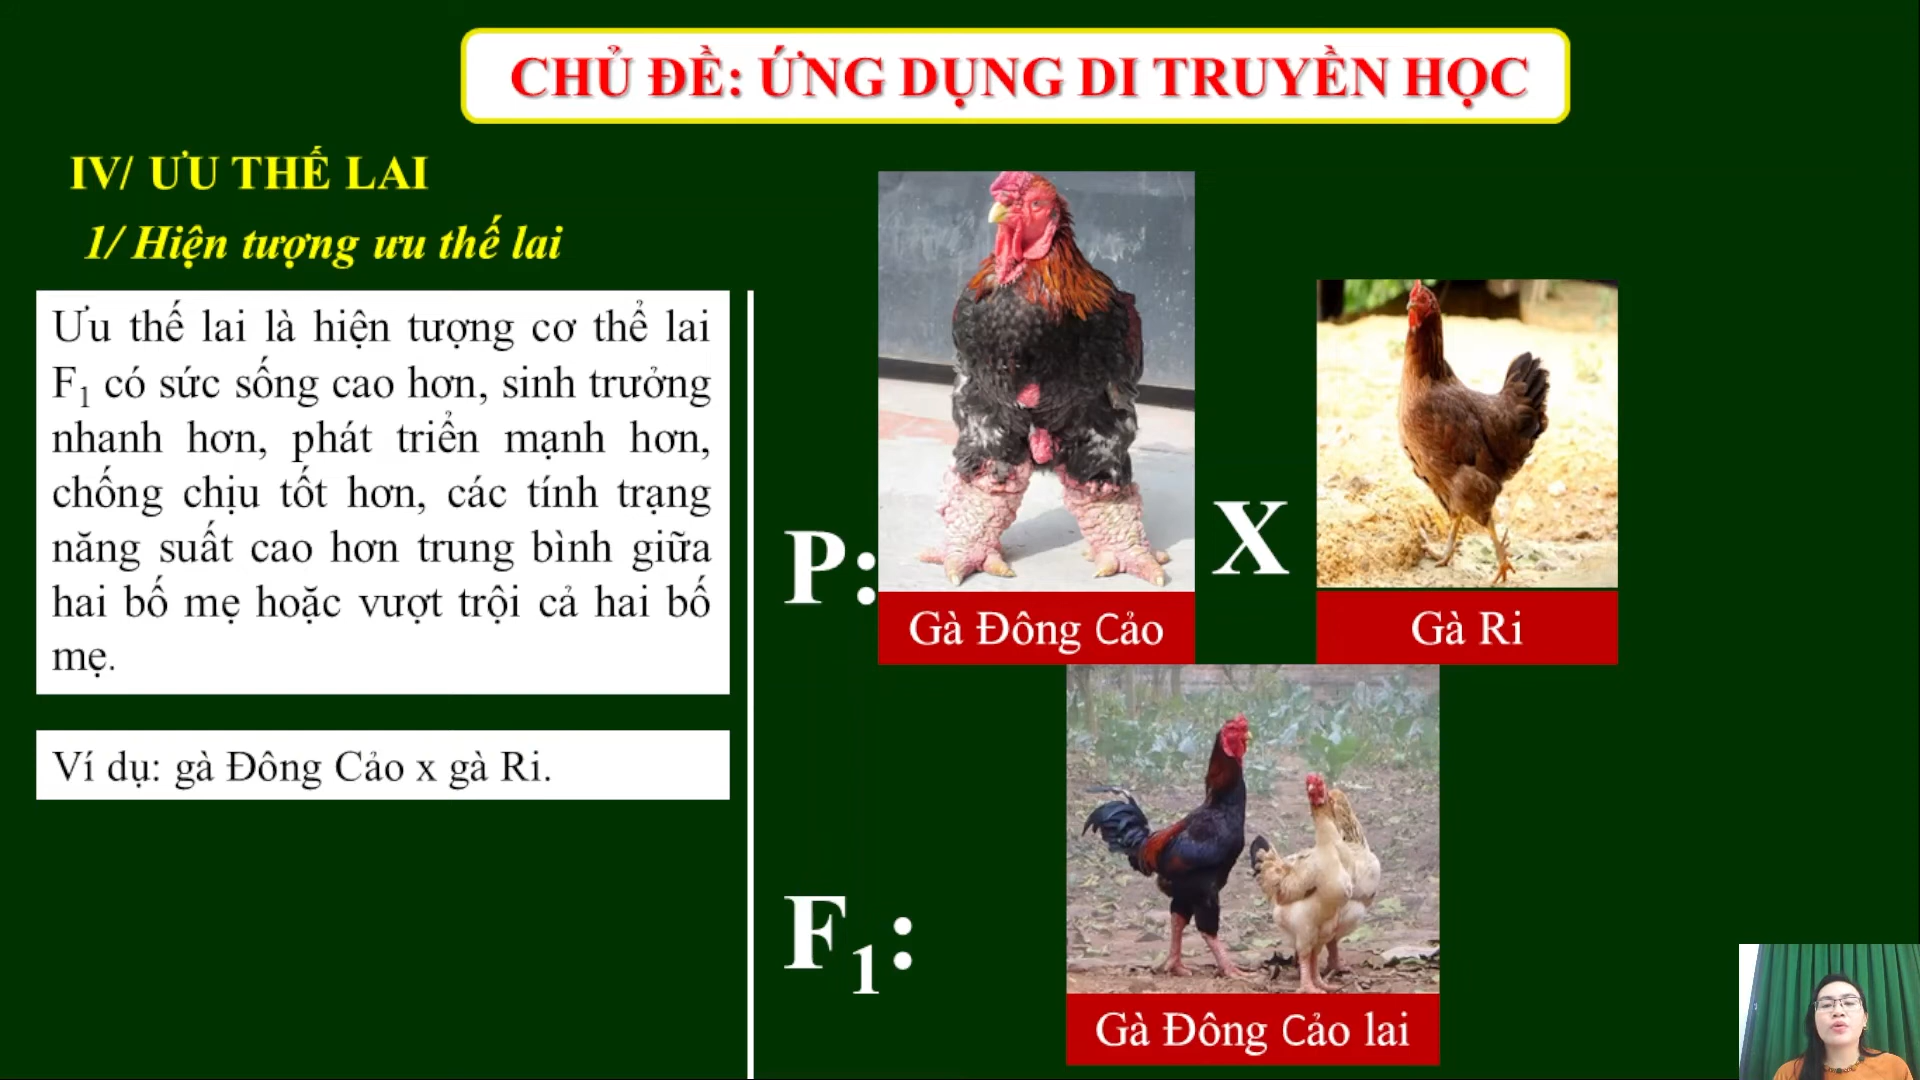 CHỦ ĐỀ: ỨNG DỤNG DI TRUYỀN HỌC
IV/ ƯU THẾ LAI
1/ Hiện tượng ưu thế lai
Ưu thế lai là hiện tượng cơ thể lai
F₁ có sức sống cao hơn, sinh trưởng
nhanh hơn, phát triển mạnh hơn,
chống chịu tốt hơn, các tính trạng
năng suất cao hơn trung bình giữa
hai bố mẹ hoặc vượt trội cả hai bố
mẹ.
Ví dụ: gà Đông Cảo x gà Ri.
P:
X
Gà Đông Cảo
Gà Ri
F₁:
Gà Đông Cảo lai